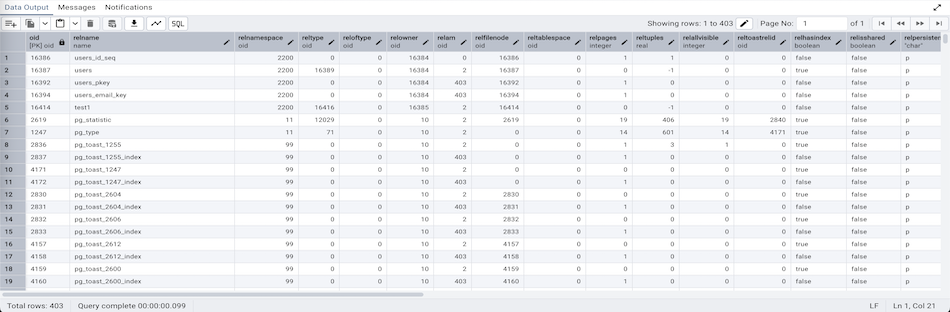 Data Output Messages Notifications
SQL
Showing rows: 1 to 403 Page No: 1 of 1
oid [PK] oid relname name relnamespace oid reltype oid reloftype oid relowner oid relam oid relfilenode oid reltablespace oid relpages integer reltuples real relallvisible integer reltoastrelid oid relhasindex boolean relisshared boolean relpersister "char"
1 16386 users_id_seq 2200 0 0 16384 0 16386 0 1 1 0 0 false false p
2 16387 users 2200 16389 0 16384 2 16387 0 0 -1 0 0 true false p
3 16392 users_pkey 2200 0 0 16384 403 16392 0 1 0 0 0 false false p
4 16394 users_email_key 2200 0 0 16384 403 16394 0 1 0 0 0 false false p
5 16414 test1 2200 16416 0 16385 2 16414 0 0 -1 0 0 false false p
6 2619 pg_statistic 11 12029 0 10 2 2619 0 19 406 19 2840 true false p
7 1247 pg_type 11 71 0 10 2 0 0 14 601 14 4171 true false p
8 2836 pg_toast_1255 99 0 0 10 2 0 0 1 3 1 0 true false p
9 2837 pg_toast_1255_index 99 0 0 10 403 0 0 1 0 0 0 false false p
10 4171 pg_toast_1247 99 0 0 10 2 0 0 0 0 0 0 true false p
11 4172 pg_toast_1247_index 99 0 0 10 403 0 0 1 0 0 0 false false p
12 2830 pg_toast_2604 99 0 0 10 2 2830 0 0 0 0 0 true false p
13 2831 pg_toast_2604_index 99 0 0 10 403 2831 0 1 0 0 0 false false p
14 2832 pg_toast_2606 99 0 0 10 2 2832 0 0 0 0 0 true false p
15 2833 pg_toast_2606_index 99 0 0 10 403 2833 0 1 0 0 0 false false p
16 4157 pg_toast_2612 99 0 0 10 2 4157 0 0 0 0 0 true false p
17 4158 pg_toast_2612_index 99 0 0 10 403 4158 0 1 0 0 0 false false p
18 4159 pg_toast_2600 99 0 0 10 2 4159 0 0 0 0 0 true false p
19 4160 pg_toast_2600_index 99 0 0 10 403 4160 0 1 0 0 0 false false p
Total rows: 403 Query complete 00:00:00.099 LF Ln 1, Col 21